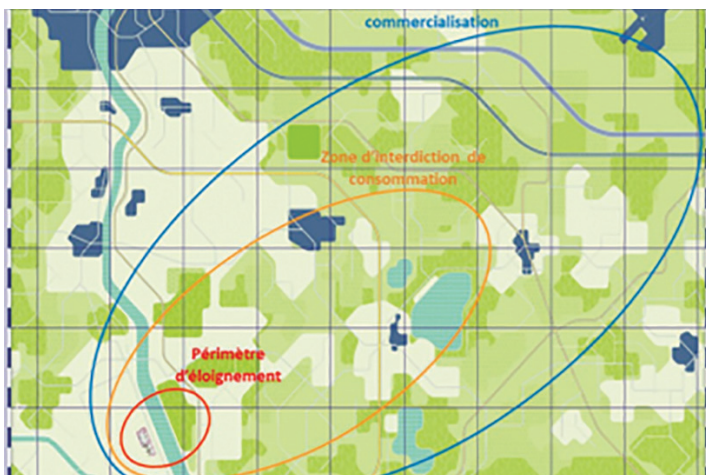 commercialisation
Zone d'interdiction de
consommation
Périmètre
d'éloignement